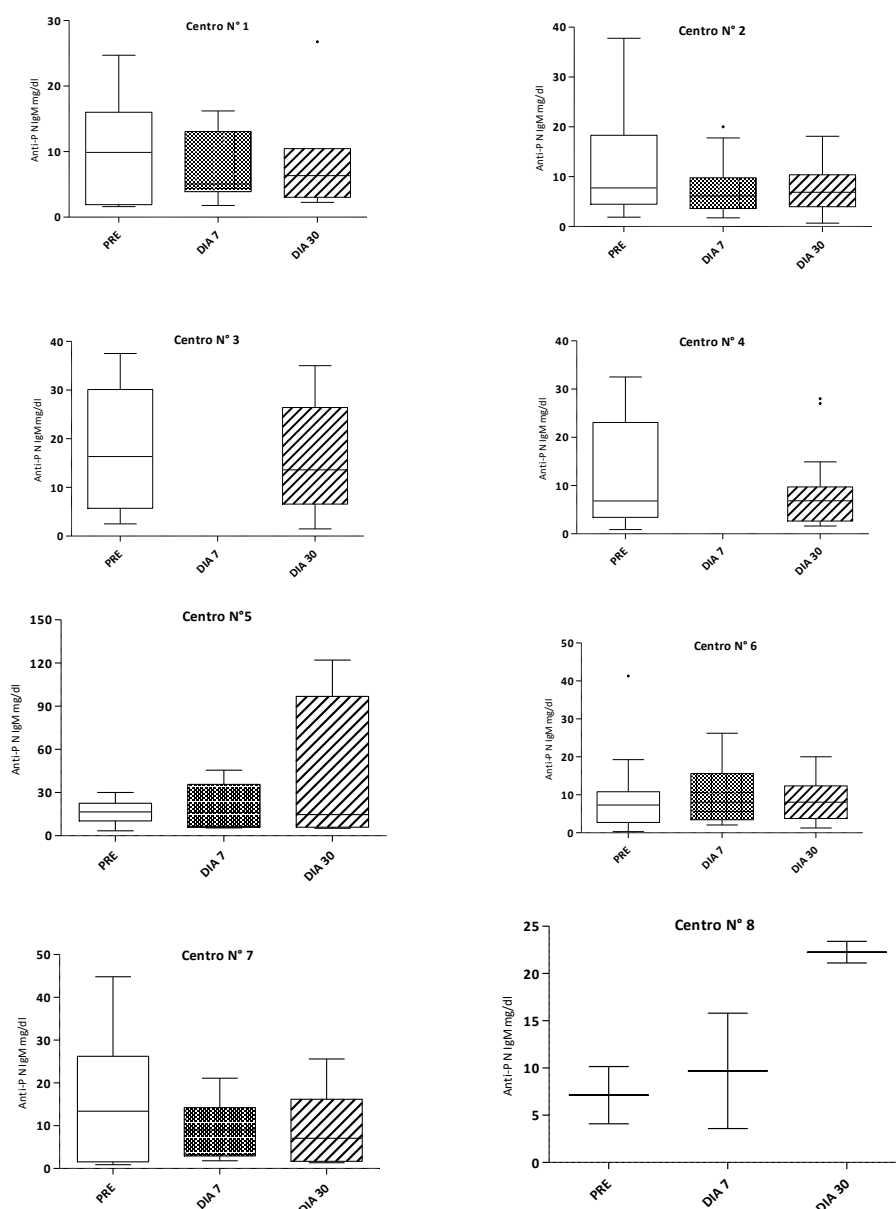 Centro N° 1
Anti-P N IgM mg/dl
30
20
10
0
PRE
DIA 7
DIA 30
Centro N° 2
Anti-P N IgM mg/dl
40
30
20
10
0
PRE
DIA 7
DIA 30
Centro N° 3
Anti-P N IgM mg/dl
40
30
20
10
0
PRE
DIA 7
DIA 30
Centro N° 4
Anti-P N IgM mg/dl
40
30
20
10
0
PRE
DIA 7
DIA 30
Centro N°5
Anti-P N IgM mg/dl
150
120
90
60
30
0
PRE
DIA 7
DIA 30
Centro N° 6
Anti-P N IgM mg/dl
50
40
30
20
10
0
PRE
DIA 7
DIA 30
Centro N° 7
Anti-P N IgM mg/dl
50
40
30
20
10
0
PRE
DIA 7
DIA 30
Centro N° 8
Anti-P N IgM mg/dl
25
20
15
10
5
0
PRE
DIA 7
DIA 30